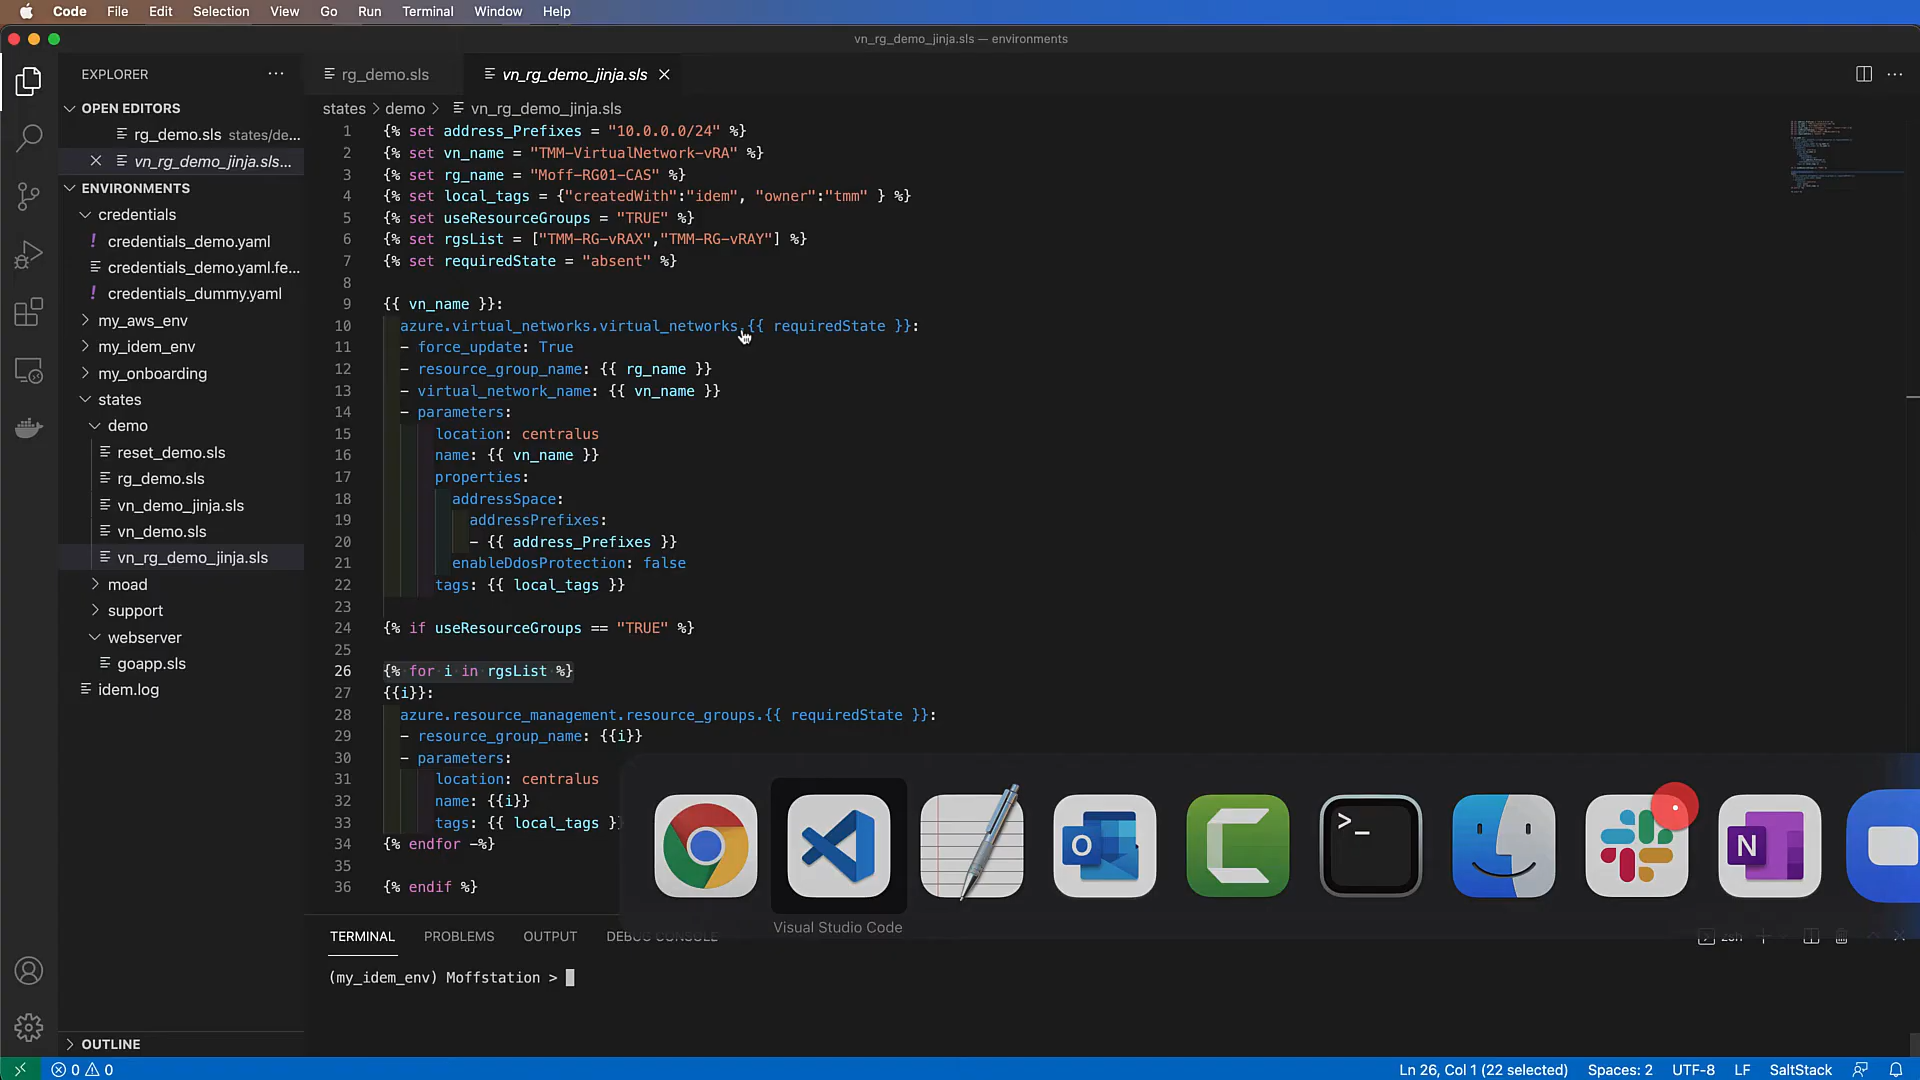 Code File Edit Selection View Go Run Terminal Window Help
vn_rg_demo_jinja.sls — environments
EXPLORER
OPEN EDITORS
rg_demo.sls states/de...
vn_rg_demo_jinja.sls...
ENVIRONMENTS
credentials
! credentials_demo.yaml
credentials_demo.yaml.fe...
! credentials_dummy.yaml
my_aws_env
my_idem_env
my_onboarding
states
demo
reset_demo.sls
rg_demo.sls
vn_demo_jinja.sls
vn_demo.sls
vn_rg_demo_jinja.sls
moad
support
webserver
goapp.sls
idem.log
OUTLINE
rg_demo.sls
vn_rg_demo_jinja.sls
states > demo > vn_rg_demo_jinja.sls
1 {% set address_Prefixes = "10.0.0.0/24" %}
2 {% set vn_name = "TMM-VirtualNetwork-vRA" %}
3 {% set rg_name = "Moff-RG01-CAS" %}
4 {% set local_tags = {"createdWith":"idem", "owner":"tmm" } %}
5 {% set useResourceGroups = "TRUE" %}
6 {% set rgsList = ["TMM-RG-vRAX","TMM-RG-vRAY"] %}
7 {% set requiredState = "absent" %}
8
9 {{ vn_name }}:
10 azure.virtual_networks.virtual_networks.{{ requiredState }}:
11 - force_update: True
12 - resource_group_name: {{ rg_name }}
13 - virtual_network_name: {{ vn_name }}
14 - parameters:
15 location: centralus
16 name: {{ vn_name }}
17 properties:
18 addressSpace:
19 addressPrefixes:
20 - {{ address_Prefixes }}
21 enableDdosProtection: false
22 tags: {{ local_tags }}
23
24 {% if useResourceGroups == "TRUE" %}
25
26 {% for i in rgsList %}
27 {{i}}:
28 azure.resource_management.resource_groups.{{ requiredState }}:
29 - resource_group_name: {{i}}
30 - parameters:
31 location: centralus
32 name: {{i}}
33 tags: {{ local_tags }
34 {% endfor -%}
35
36 {% endif %}
Visual Studio Code
TERMINAL PROBLEMS OUTPUT DEBUG CONSOLE
zsh
(my_idem_env) Moffstation >
0 0
Ln 26, Col 1 (22 selected) Spaces: 2 UTF-8 LF SaltStack